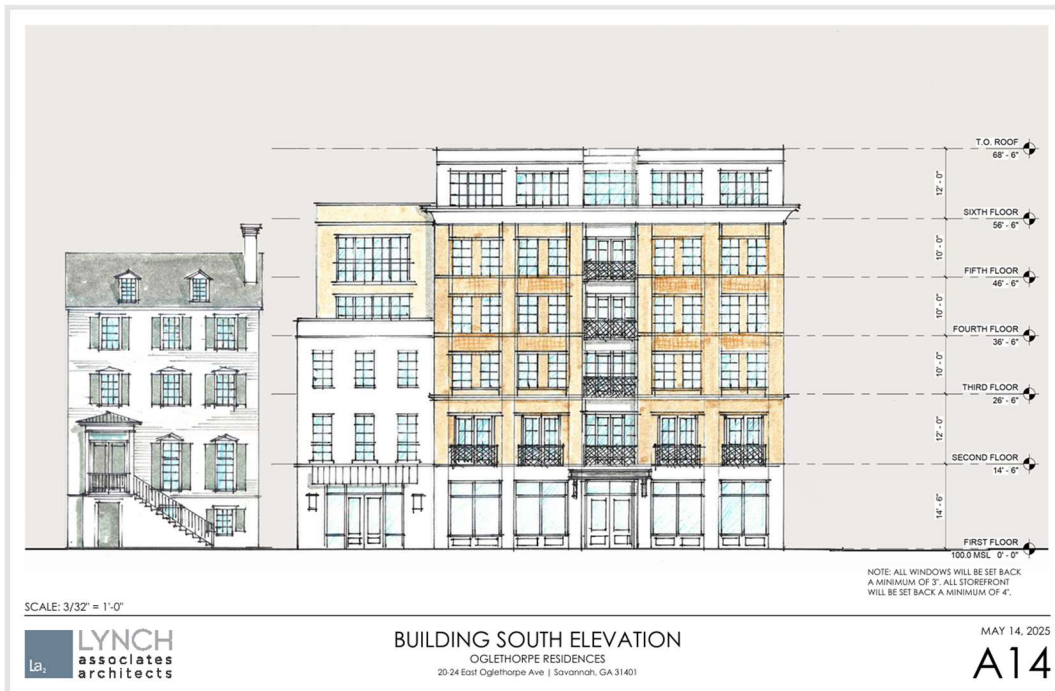 T.O. ROOF
68' - 6"
12' - 0"
SIXTH FLOOR
56' - 6"
10' - 0"
FIFTH FLOOR
46' - 6"
10' - 0"
FOURTH FLOOR
36' - 6"
10' - 0"
THIRD FLOOR
26' - 6"
12' - 0"
SECOND FLOOR
14' - 6"
14' - 6"
FIRST FLOOR
100.0 MSL 0' - 0"
NOTE: ALL WINDOWS WILL BE SET BACK
A MINIMUM OF 3". ALL STOREFRONT
WILL BE SET BACK A MINIMUM OF 4".
SCALE: 3/32" = 1'-0"
La2
LYNCH
associates
architects
BUILDING SOUTH ELEVATION
OGLETHORPE RESIDENCES
20-24 East Oglethorpe Ave | Savannah, GA 31401
MAY 14, 2025
A14